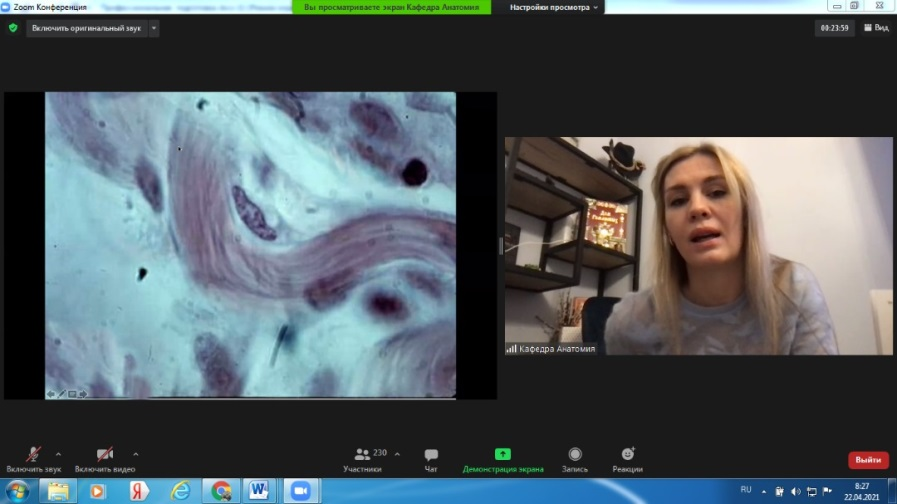 Zoom Конференция
Вы просматриваете экран Кафедра Анатомия
Настройки просмотра
Включить оригинальный звук
00:23:59
Вид
Кафедра Анатомия
Включить звук
Включить видео
230
Участники
Чат
Демонстрация экрана
Запись
Реакции
Выйти
RU
8:27
22.04.2021